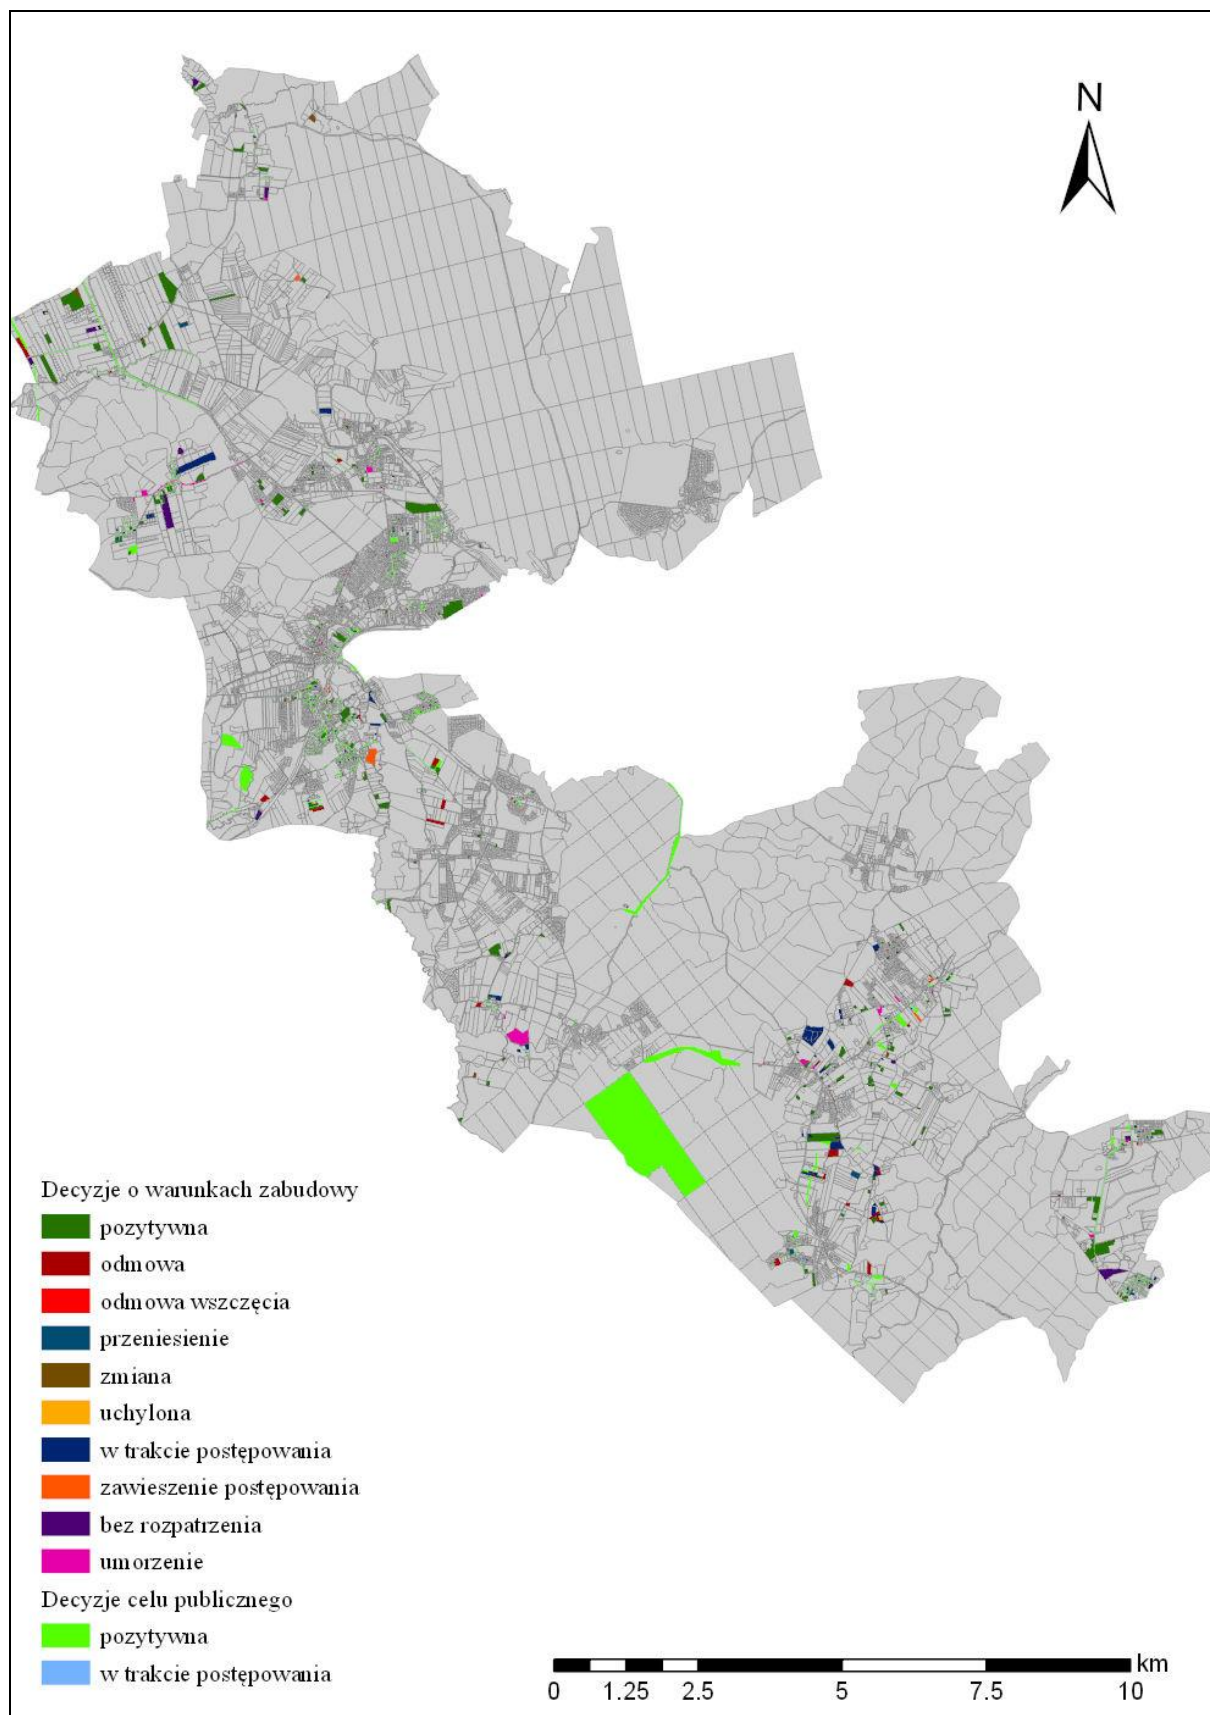 N
Decyzje o warunkach zabudowy
pozytywna
odmowa
odmowa wszczęcia
przeniesienie
zmiana
uchylona
w trakcie postępowania
zawieszenie postępowania
bez rozpatrzenia
umorzenie
Decyzje celu publicznego
pozytywna
w trakcie postępowania
km
0 1.25 2.5 5 7.5 10